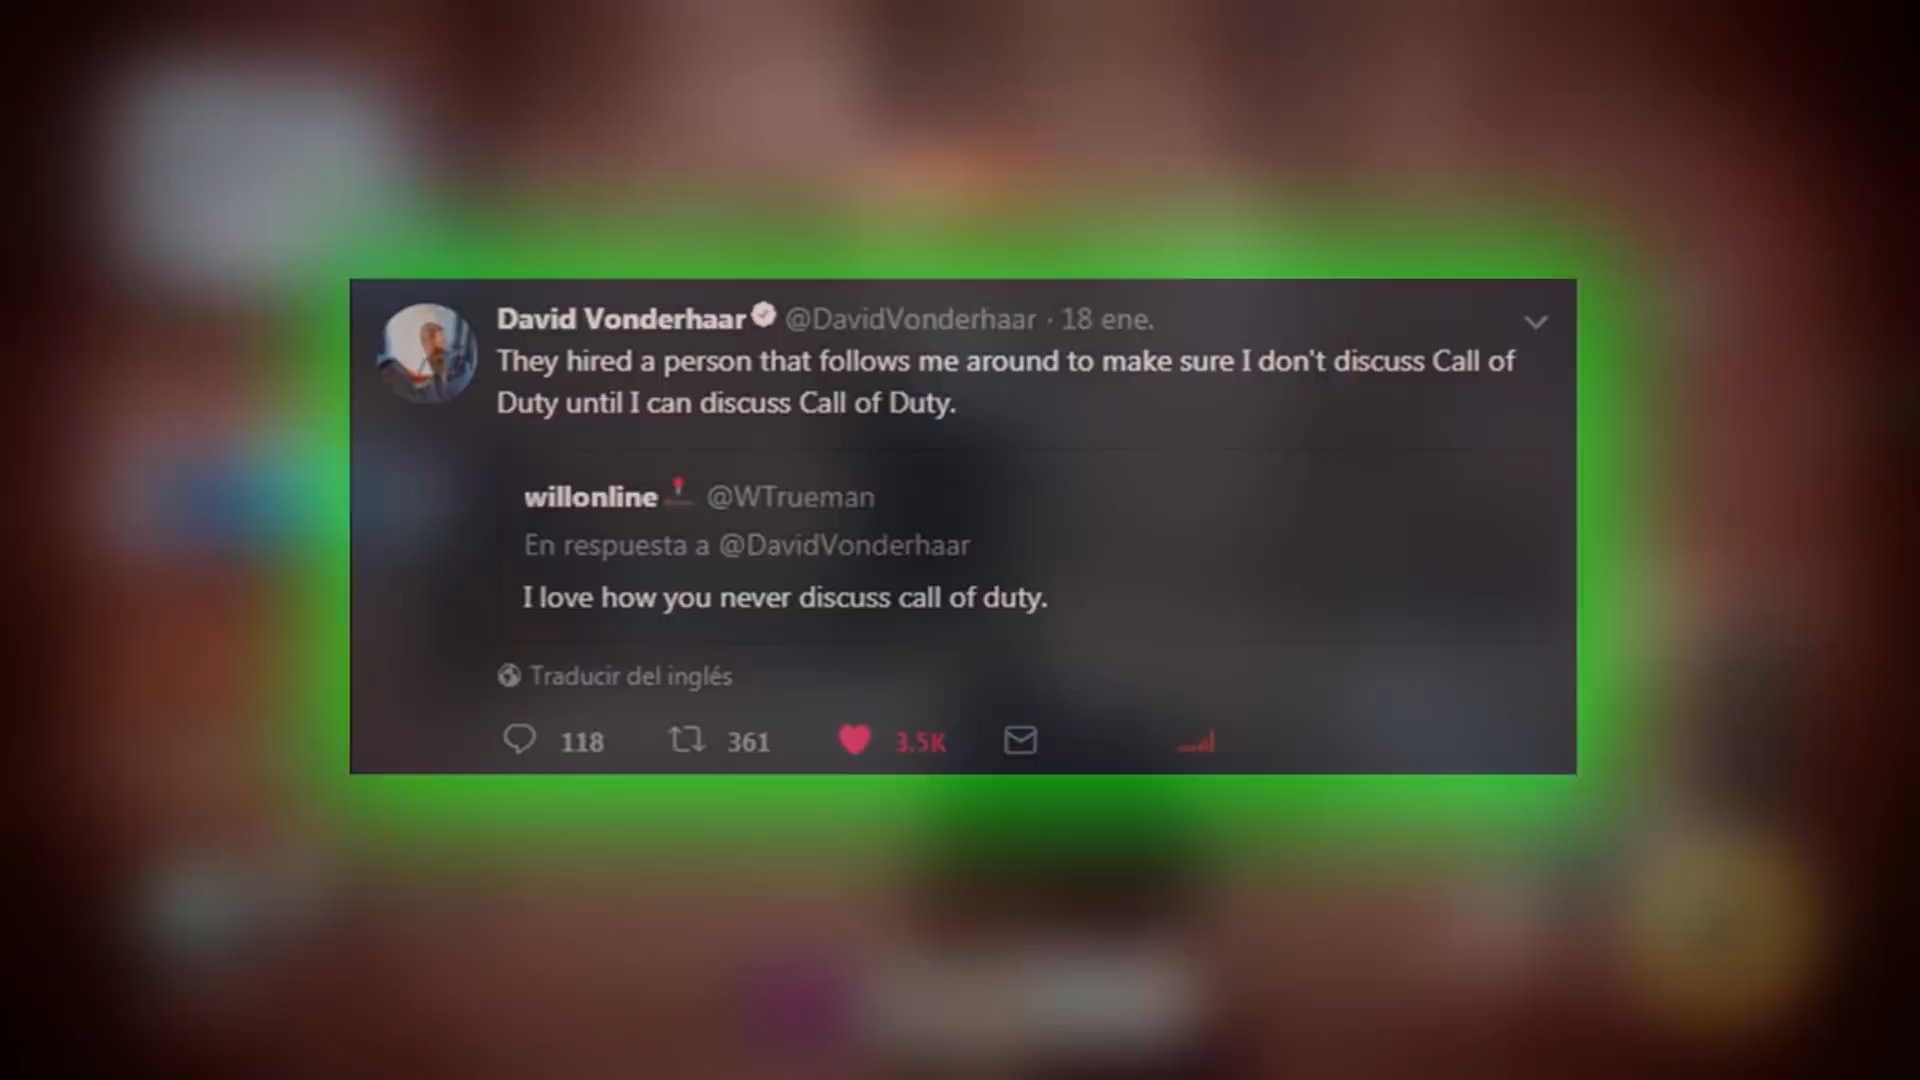 David Vonderhaar @DavidVonderhaar · 18 ene.
They hired a person that follows me around to make sure I don't discuss Call of
Duty until I can discuss Call of Duty.
willonline @WTrueman
En respuesta a @DavidVonderhaar
I love how you never discuss call of duty.
Traducir del inglés
118 361 3.5K